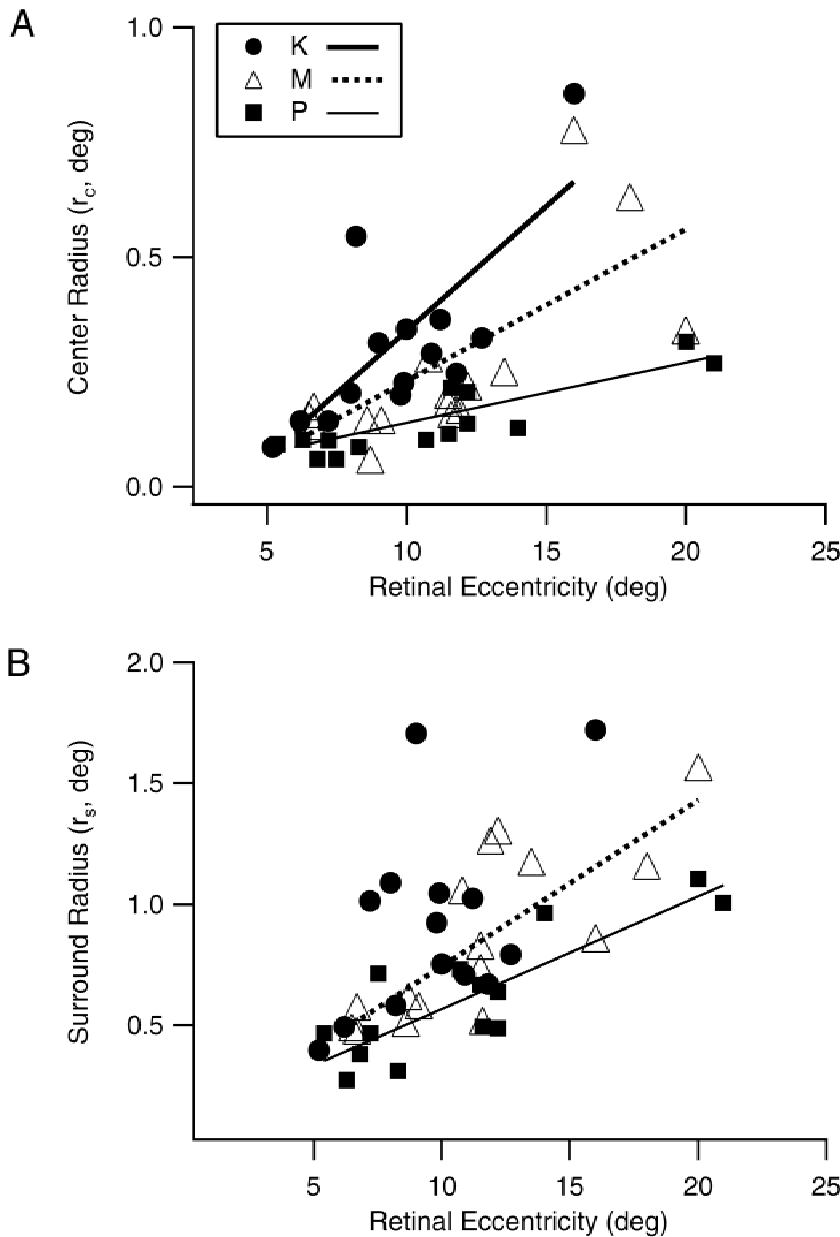 A
1.0
K
M
P
0.5
0.0
Center Radius (rc, deg)
5 10 15 20 25
Retinal Eccentricity (deg)
B
2.0
1.5
1.0
0.5
Surround Radius (rs, deg)
5 10 15 20 25
Retinal Eccentricity (deg)